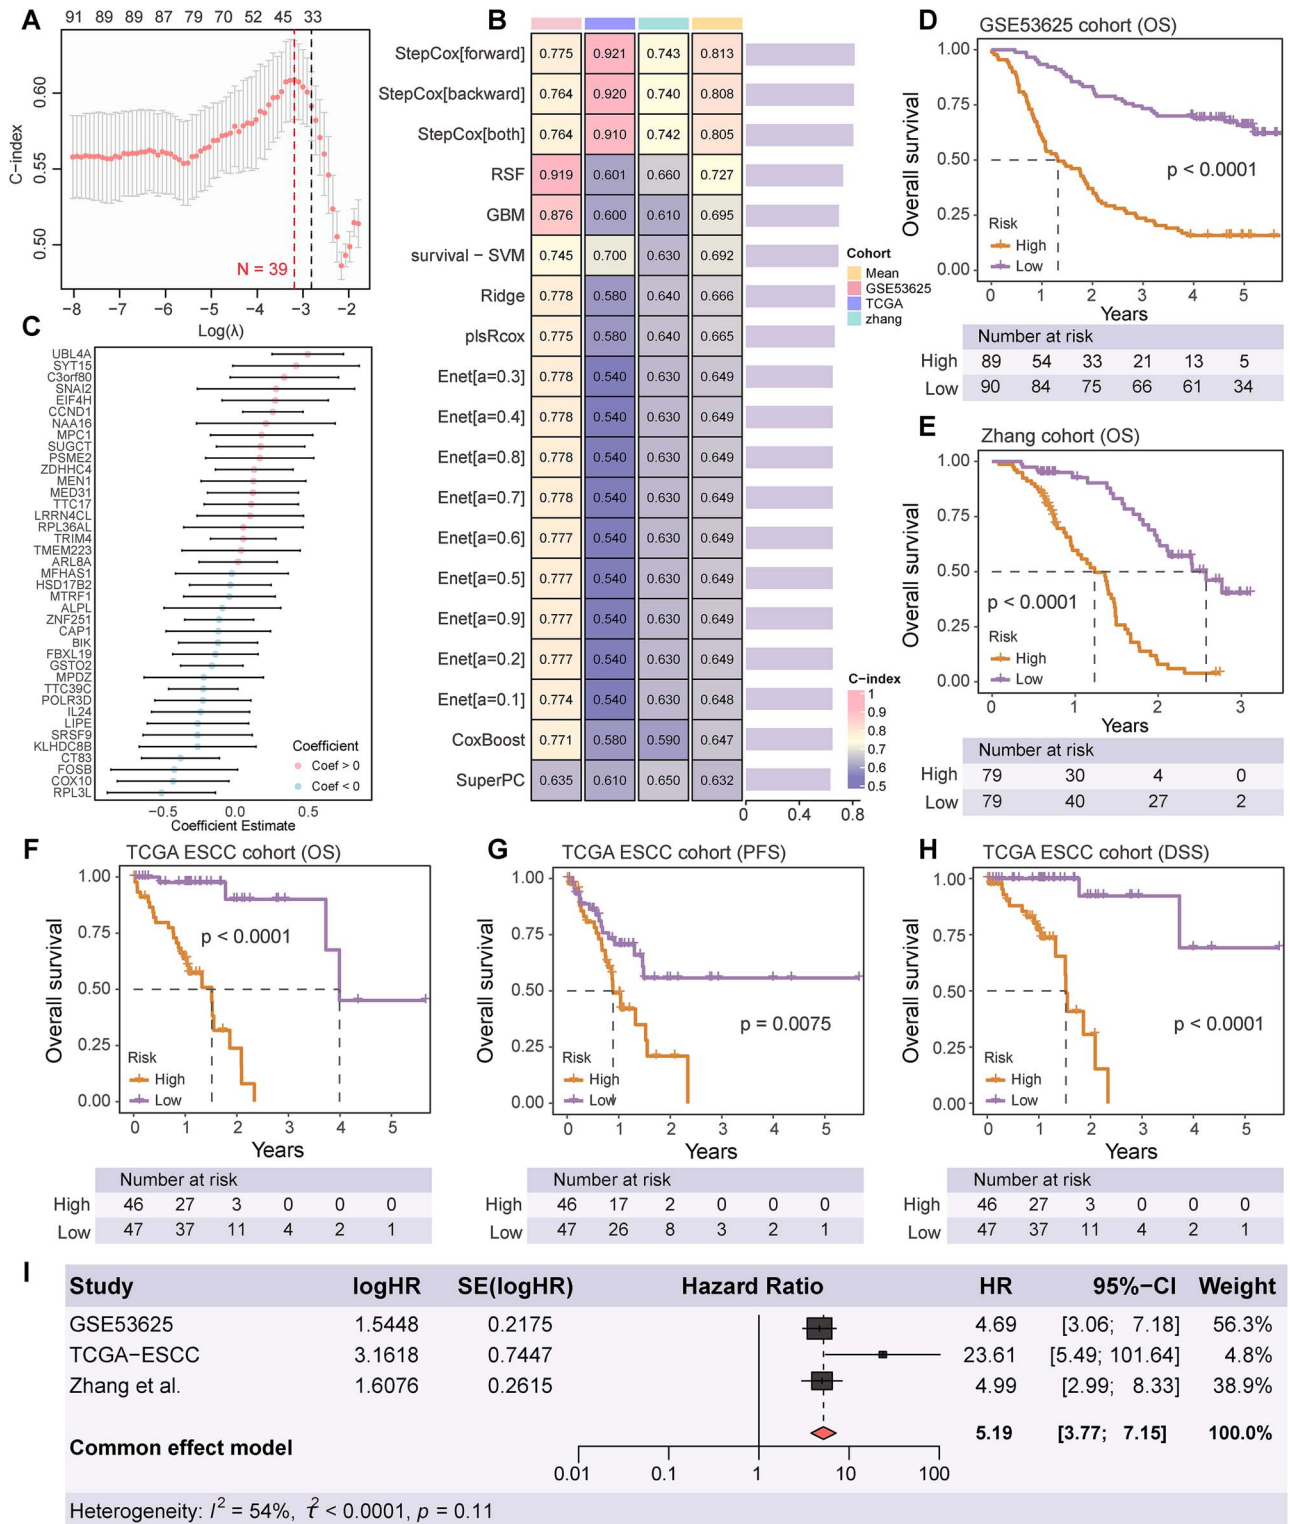 A
91 89 89 87 79 70 52 45 33
C-index
0.60
0.55
0.50
N = 39
−8 −7 −6 −5 −4 −3 −2
Log(λ)
B
StepCox[forward] 0.775 0.921 0.743 0.813
StepCox[backward] 0.764 0.920 0.740 0.808
StepCox[both] 0.764 0.910 0.742 0.805
RSF 0.919 0.601 0.660 0.727
GBM 0.876 0.600 0.610 0.695
survival − SVM 0.745 0.700 0.630 0.692
Ridge 0.778 0.580 0.640 0.666
plsRcox 0.775 0.580 0.640 0.665
Enet[a=0.3] 0.778 0.540 0.630 0.649
Enet[a=0.4] 0.778 0.540 0.630 0.649
Enet[a=0.8] 0.778 0.540 0.630 0.649
Enet[a=0.7] 0.778 0.540 0.630 0.649
Enet[a=0.6] 0.777 0.540 0.630 0.649
Enet[a=0.5] 0.777 0.540 0.630 0.649
Enet[a=0.9] 0.777 0.540 0.630 0.649
Enet[a=0.2] 0.777 0.540 0.630 0.649
Enet[a=0.1] 0.774 0.540 0.630 0.648
CoxBoost 0.771 0.580 0.590 0.647
SuperPC 0.635 0.610 0.650 0.632
0 0.4 0.8
Cohort
Mean
GSE53625
TCGA
zhang
C−index
1
0.9
0.8
0.7
0.6
0.5
C
UBL4A
SYT15
C3orf80
SNAI2
EIF4H
CCND1
NAA16
MPC1
SUGCT
PSME2
ZDHHC4
MEN1
MED31
TTC17
LRRN4CL
RPL36AL
TRIM4
TMEM223
ARL8A
MFHAS1
HSD17B2
MTRF1
ALPL
ZNF251
CAP1
BIK
FBXL19
GSTO2
MPDZ
TTC39C
POLR3D
IL24
LIPE
SRSF9
KLHDC8B
CT83
FOSB
COX10
RPL3L
Coefficient
Coef > 0
Coef < 0
−0.5 0.0 0.5
Coefficient Estimate
D
GSE53625 cohort (OS)
Overall survival
1.00
0.75
0.50
0.25
0.00
p < 0.0001
Risk
High
Low
0 1 2 3 4 5
Years
Number at risk
High 89 54 33 21 13 5
Low 90 84 75 66 61 34
E
Zhang cohort (OS)
Overall survival
1.00
0.75
0.50
0.25
0.00
p < 0.0001
Risk
High
Low
0 1 2 3
Years
Number at risk
High 79 30 4 0
Low 79 40 27 2
F
TCGA ESCC cohort (OS)
Overall survival
1.00
0.75
0.50
0.25
0.00
p < 0.0001
Risk
High
Low
0 1 2 3 4 5
Years
Number at risk
High 46 27 3 0 0 0
Low 47 37 11 4 2 1
G
TCGA ESCC cohort (PFS)
Overall survival
1.00
0.75
0.50
0.25
0.00
p = 0.0075
Risk
High
Low
0 1 2 3 4 5
Years
Number at risk
High 46 17 2 0 0 0
Low 47 26 8 3 2 1
H
TCGA ESCC cohort (DSS)
Overall survival
1.00
0.75
0.50
0.25
0.00
p < 0.0001
Risk
High
Low
0 1 2 3 4 5
Years
Number at risk
High 46 27 3 0 0 0
Low 47 37 11 4 2 1
I
Study logHR SE(logHR) Hazard Ratio HR 95%−CI Weight
GSE53625 1.5448 0.2175 4.69 [3.06; 7.18] 56.3%
TCGA−ESCC 3.1618 0.7447 23.61 [5.49; 101.64] 4.8%
Zhang et al. 1.6076 0.2615 4.99 [2.99; 8.33] 38.9%
Common effect model 5.19 [3.77; 7.15] 100.0%
0.01 0.1 1 10 100
Heterogeneity: I² = 54%, τ̂² < 0.0001, p = 0.11